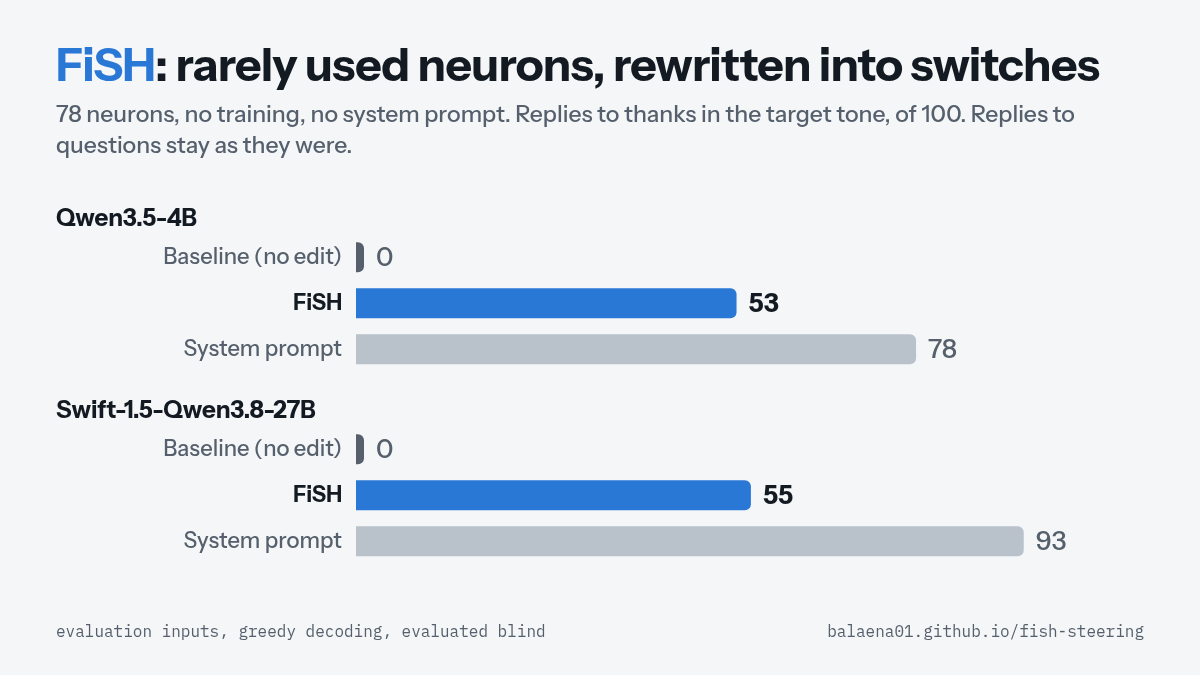 FiSH: rarely used neurons, rewritten into switches
78 neurons, no training, no system prompt. Replies to thanks in the target tone, of 100. Replies to
questions stay as they were.
Qwen3.5-4B
Baseline (no edit) 0
FiSH 53
System prompt 78
Swift-1.5-Qwen3.8-27B
Baseline (no edit) 0
FiSH 55
System prompt 93
evaluation inputs, greedy decoding, evaluated blind
balaena01.github.io/fish-steering